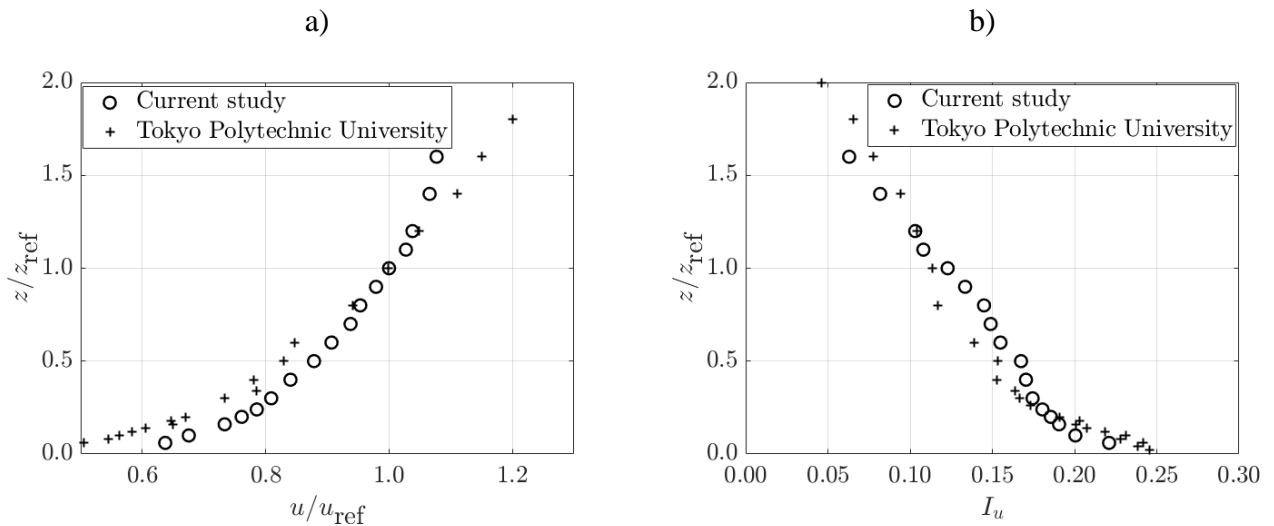 a)
2.0
Current study
Tokyo Polytechnic University
1.5
z/z_ref
1.0
0.5
0.0
0.6 0.8 1.0 1.2
u/u_ref
b)
2.0
Current study
Tokyo Polytechnic University
1.5
z/z_ref
1.0
0.5
0.0
0.00 0.05 0.10 0.15 0.20 0.25 0.30
I_u